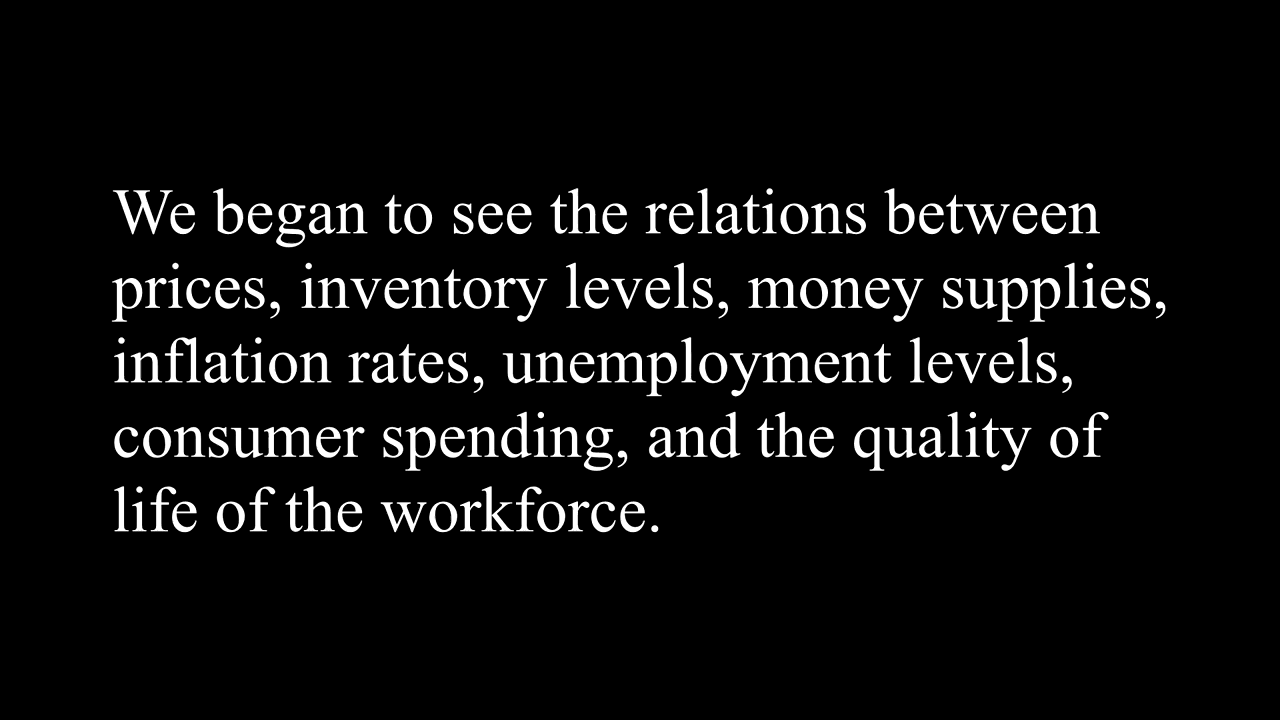 We began to see the relations between
prices, inventory levels, money supplies,
inflation rates, unemployment levels,
consumer spending, and the quality of
life of the workforce.